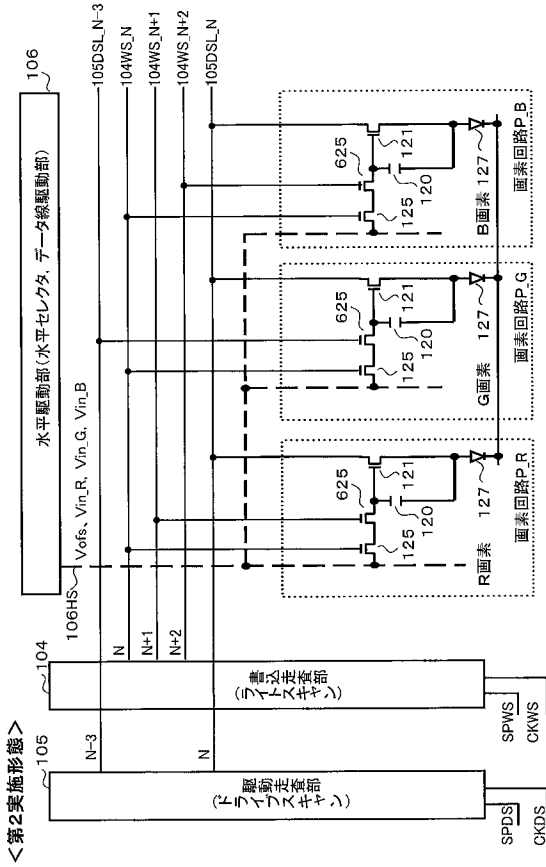 <第2実施形態>
106
水平駆動部(水平セレクタ、データ線駆動部)
106HS
Vofs、Vin_R、Vin_G、Vin_B
105DSL_N-3
104WS_N
104WS_N+1
104WS_N+2
105DSL_N
105
駆動走査部
(ドライブスキャン)
SPDS
CKDS
N-3
N
104
書込走査部
(ライトスキャン)
SPWS
CKWS
N
N+1
N+2
625
125
121
120
127
R画素
画素回路P_R
625
125
121
120
127
G画素
画素回路P_G
625
125
121
120
127
B画素
画素回路P_B